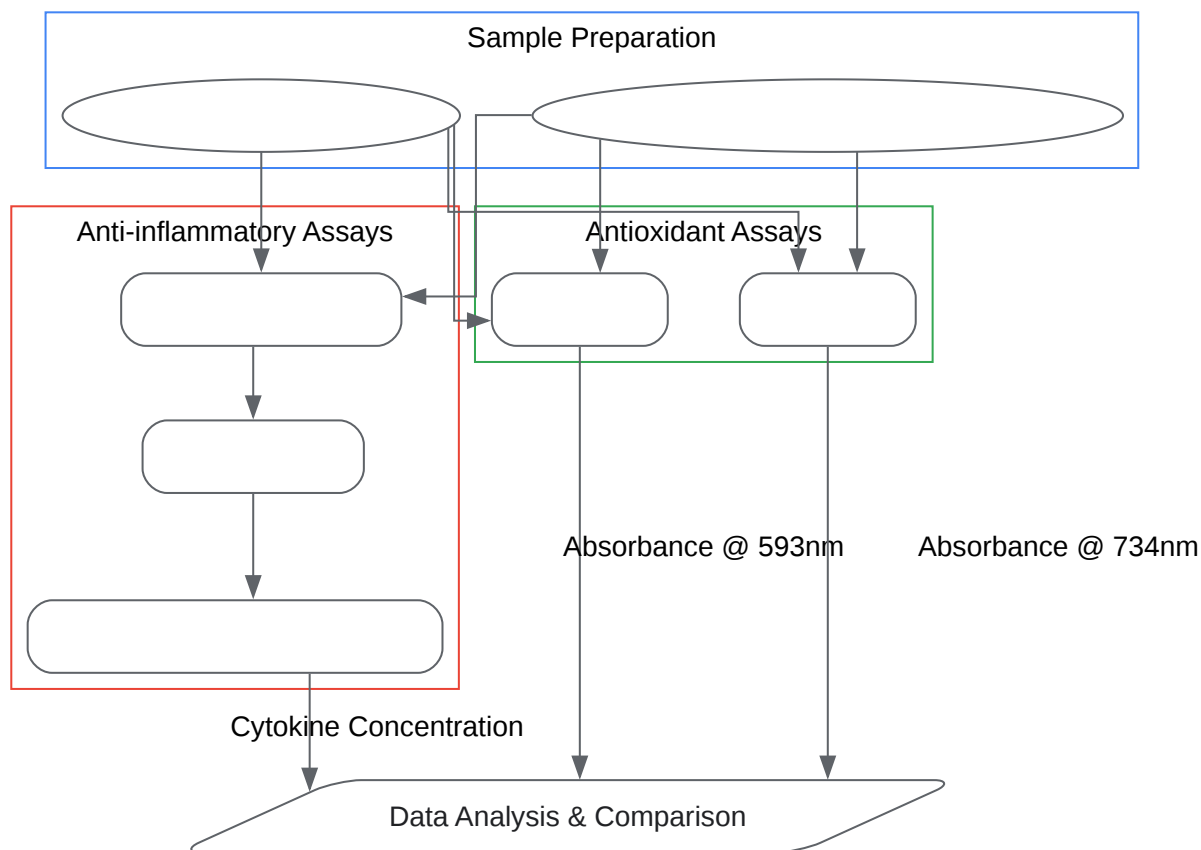 Sample Preparation
Anti-inflammatory Assays
Antioxidant Assays
Absorbance @ 593nm
Absorbance @ 734nm
Cytokine Concentration
Data Analysis & Comparison